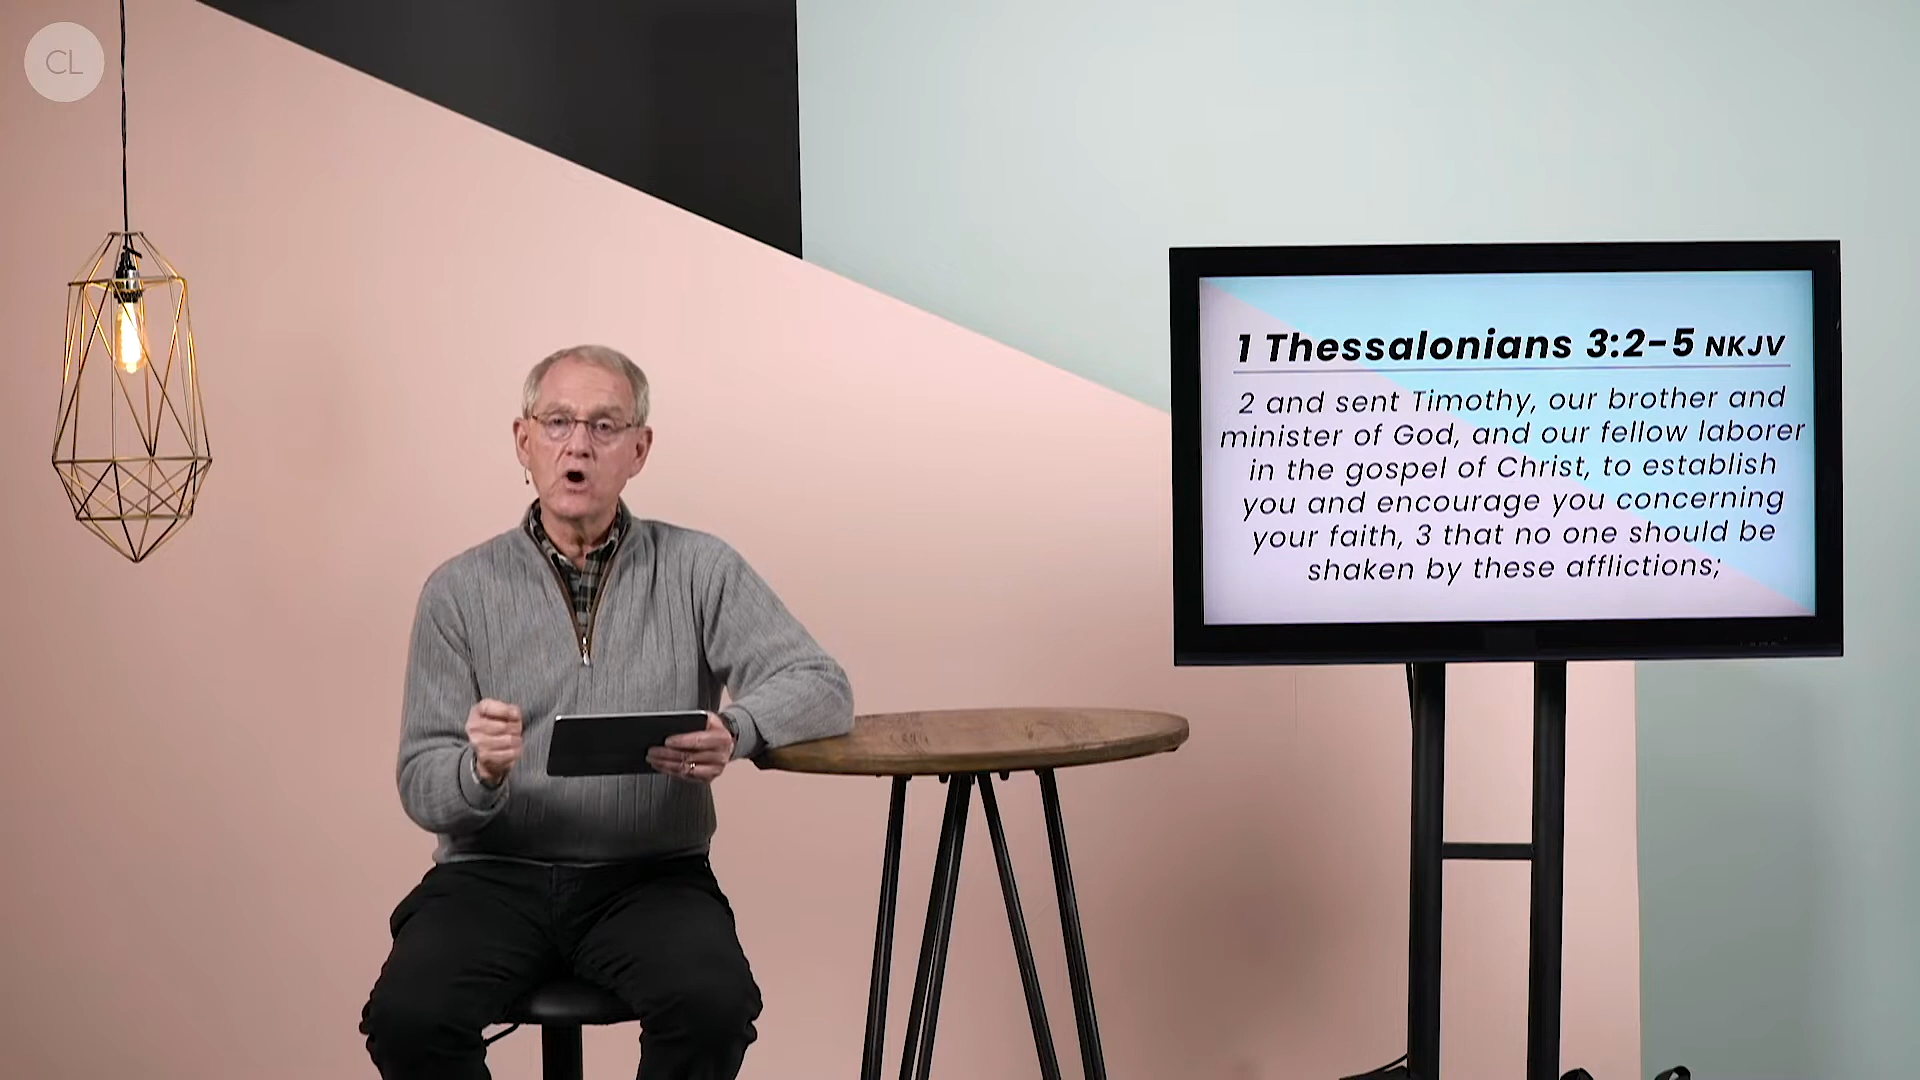 CL
1 Thessalonians 3:2-5 NKJV
2 and sent Timothy, our brother and
minister of God, and our fellow laborer
in the gospel of Christ, to establish
you and encourage you concerning
your faith, 3 that no one should be
shaken by these afflictions;